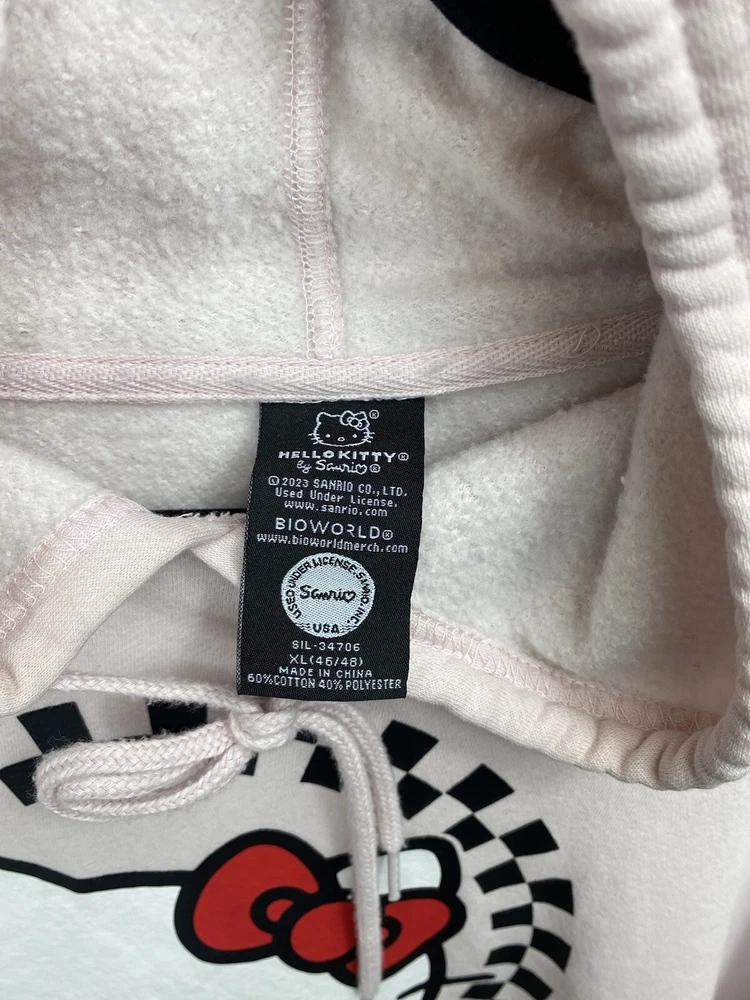 HELLO KITTY®
by Sanrio®
© 2023 SANRIO CO., LTD.
Used Under License.
www.sanrio.com
BIOWORLD®
www.bioworldmerch.com
USED UNDER LICENSE. SANRIO, INC.
Sanrio
USA
SIL-34706
XL(46/48)
MADE IN CHINA
60%COTTON 40%POLYESTER